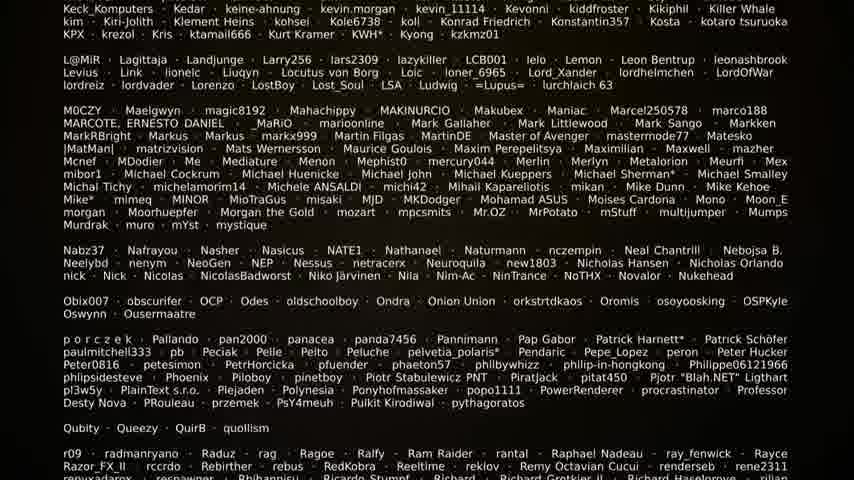 Keck_Komputers · Kedar · keine-ahnung · kevin.morgan · kevin_11114 · Kevonni · kiddfroster · Kikiphil · Killer Whale
kim · Kiri-Jolith · Klement Heins · kohsei · Kole6738 · koli · Konrad Friedrich · Konstantin357 · Kosta · kotaro tsuruoka
KPX · krezol · Kris · ktamail666 · Kurt Kramer · KWH* · Kyong · kzkmz01
L@MiR · Lagittaja · Landjunge · Larry256 · lars2309 · lazykiller · LCB001 · lelo · Lemon · Leon Bentrup · leonashbrook
Levius · Link · lionelc · Liuqyn · Locutus von Borg · Loic · loner_6965 · Lord_Xander · lordhelmchen · LordOfWar
lordreiz · lordvader · Lorenzo · LostBoy · Lost_Soul · LSA · Ludwig · =Lupus= · lurchlaich 63
M0CZY · Maelgwyn · magic8192 · Mahachippy · MAKINURCIO · Makubex · Maniac · Marcel250578 · marco188
MARCOTE, ERNESTO DANIEL · _MaRiO · marioonline · Mark Gallaher · Mark Littlewood · Mark Sango · Markken
MarkRBright · Markus · Markus · markx999 · Martin Filgas · MartinDE · Master of Avenger · mastermode77 · Matesko
|MatMan| · matrizvision · Mats Wernersson · Maurice Goulois · Maxim Perepelitsya · Maximilian · Maxwell · mazher
Mcnef · MDodier · Me · Mediature · Menon · Mephist0 · mercury044 · Merlin · Merlyn · Metalorion · Meurfi · Mex
mibor1 · Michael Cockrum · Michael Huenicke · Michael John · Michael Kueppers · Michael Sherman* · Michael Smalley
Michal Tichy · michelamorim14 · Michele ANSALDI · michi42 · Mihail Kapareliotis · mikan · Mike Dunn · Mike Kehoe
Mike* · mimeq · MINOR · MioTraGus · misaki · MJD · MKDodger · Mohamad ASUS · Moises Cardona · Mono · Moon_E
morgan · Moorhuepfer · Morgan the Gold · mozart · mpcsmits · Mr.OZ · MrPotato · mStuff · multijumper · Mumps
Murdrak · muro · mYst · mystique
Nabz37 · Nafrayou · Nasher · Nasicus · NATE1 · Nathanael · Naturmann · nczempin · Neal Chantrill · Nebojsa B.
Neelybd · nenym · NeoGen · NEP · Nessus · netracerx · Neuroquila · new1803 · Nicholas Hansen · Nicholas Orlando
nick · Nick · Nicolas · NicolasBadworst · Niko Järvinen · Nila · Nim-Ac · NinTrance · NoTHX · Novalor · Nukehead
Obix007 · obscurifer · OCP · Odes · oldschoolboy · Ondra · Onion Union · orkstrtdkaos · Oromis · osoyoosking · OSPKyle
Oswynn · Ousermaatre
p o r c z e k · Pallando · pan2000 · panacea · panda7456 · Pannimann · Pap Gabor · Patrick Harnett* · Patrick Schöfer
paulmitchell333 · pb · Peciak · Pelle · Pelto · Peluche · pelvetia_polaris* · Pendaric · Pepe_Lopez · peron · Peter Hucker
Peter0816 · petesimon · PetrHorcicka · pfuender · phaeton57 · phllbywhizz · phllip-in-hongkong · Philippe06121966
phlipsidesteve · Phoenix · Piloboy · pinetboy · Piotr Stabulewicz PNT · PiratJack · pitat450 · Pjotr "Blah.NET" Ligthart
pl3w5y · PlainText s.r.o. · Plejaden · Polynesia · Ponyhofmassaker · popo1111 · PowerRenderer · procrastinator · Professor
Desty Nova · PRouleau · przemek · PsY4meuh · Pulkit Kirodiwal · pythagoratos
Qubity · Queezy · QuirB · quollism
r09 · radmanryano · Raduz · rag · Ragoe · Ralfy · Ram Raider · rantal · Raphael Nadeau · ray_fenwick · Rayce
Razor_FX_II · rccrdo · Rebirther · rebus · RedKobra · Reeltime · reklov · Remy Octavian Cucui · renderseb · rene2311